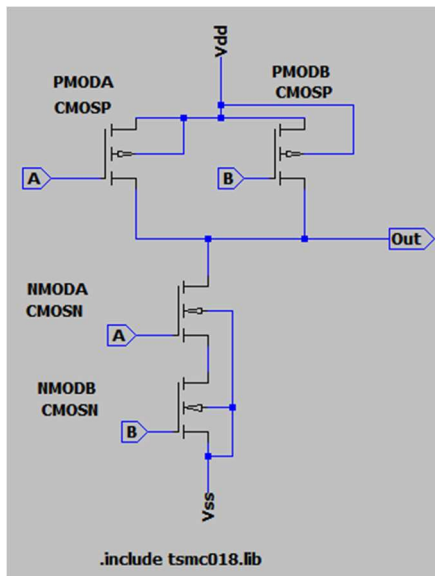 Vdd
PMODA
CMOSP
PMODB
CMOSP
A
B
Out
NMODA
CMOSN
A
NMODB
CMOSN
B
Vss
.include tsmc018.lib